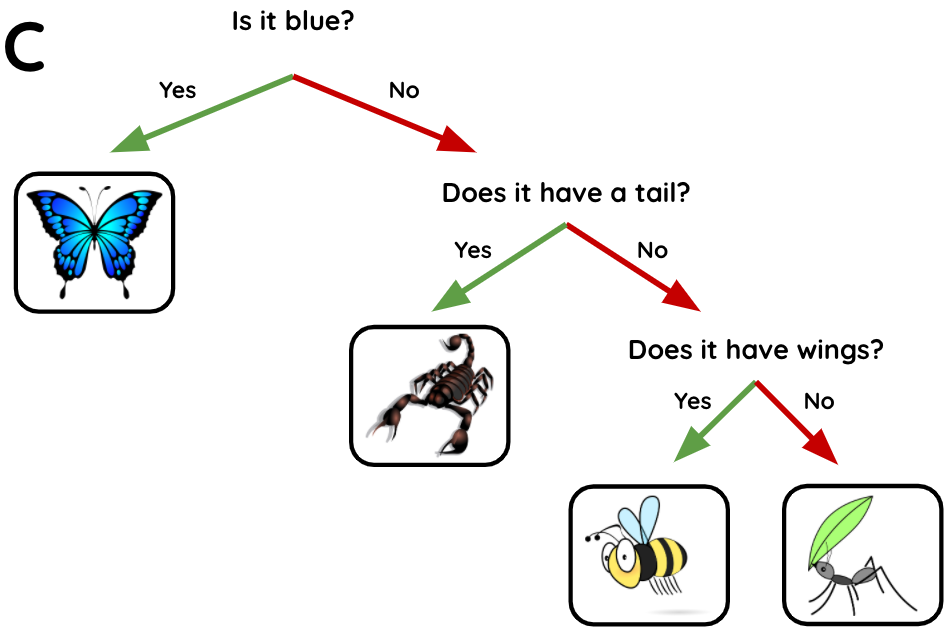 C
Is it blue?
Yes
No
Does it have a tail?
Yes
No
Does it have wings?
Yes
No